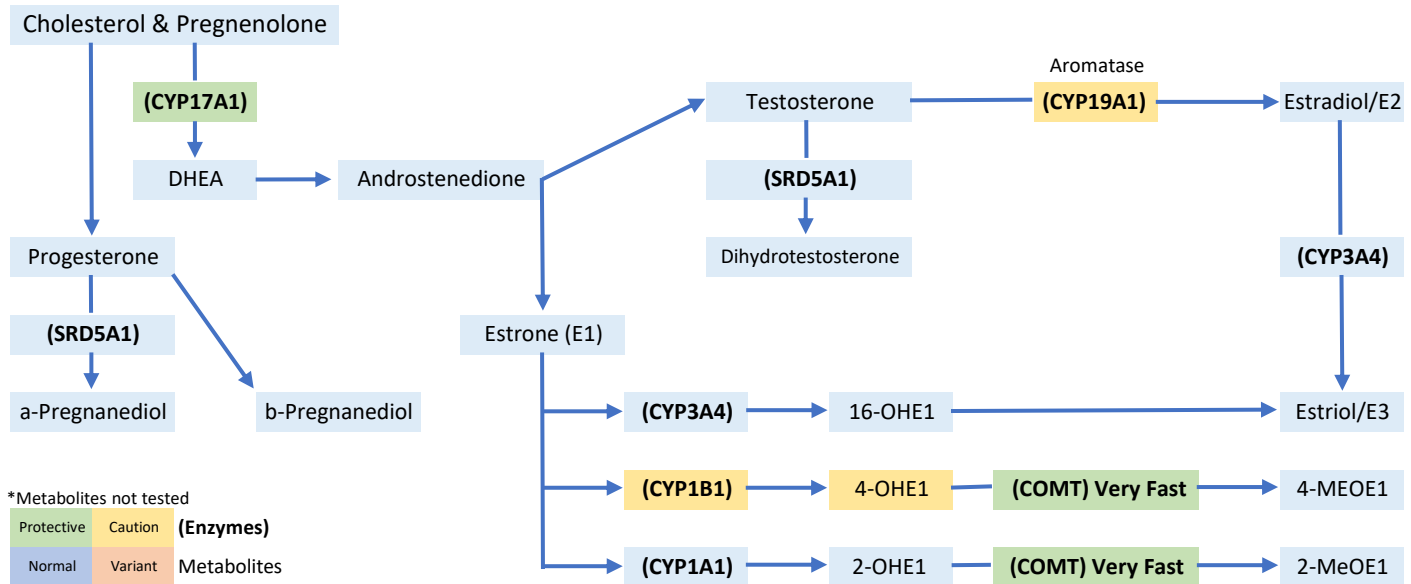 Cholesterol & Pregnenolone
Aromatase
(CYP17A1)
Testosterone
(CYP19A1)
Estradiol/E2
DHEA
Androstenedione
(SRD5A1)
Progesterone
Dihydrotestosterone
(CYP3A4)
(SRD5A1)
Estrone (E1)
a-Pregnanediol
b-Pregnanediol
(CYP3A4)
16-OHE1
Estriol/E3
(CYP1B1)
4-OHE1
(COMT) Very Fast
4-MEOE1
(CYP1A1)
2-OHE1
(COMT) Very Fast
2-MeOE1
*Metabolites not tested
Protective
Caution
(Enzymes)
Normal
Variant
Metabolites